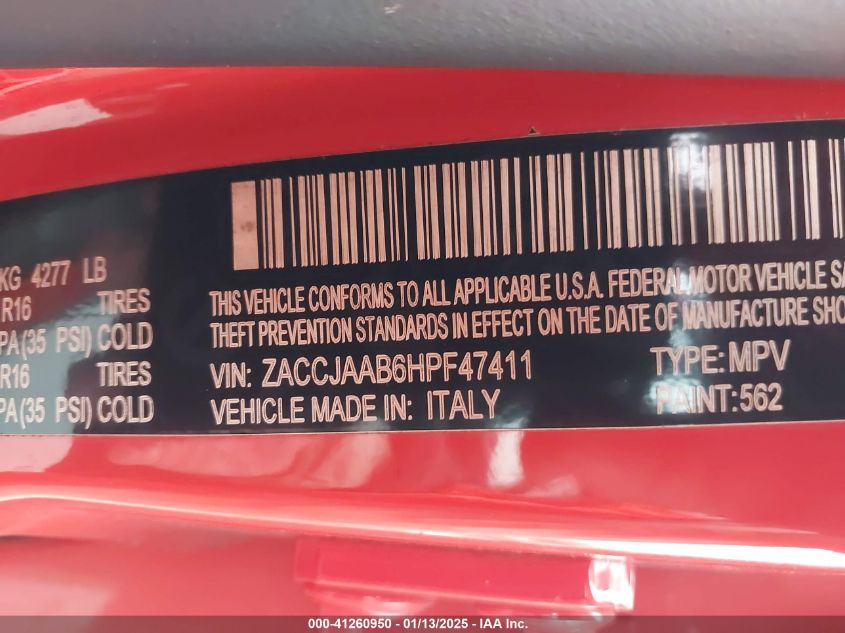 KG 4277 LB
R16 TIRES
PA(35 PSI) COLD
R16 TIRES
PA(35 PSI) COLD
THIS VEHICLE CONFORMS TO ALL APPLICABLE U.S.A. FEDERAL MOTOR VEHICLE SA
THEFT PREVENTION STANDARDS IN EFFECT ON THE DATE OF MANUFACTURE SHO
VIN: ZACCJAAB6HPF47411 TYPE: MPV
VEHICLE MADE IN: ITALY PAINT:562
000-41260950 - 01/13/2025 - IAA Inc.